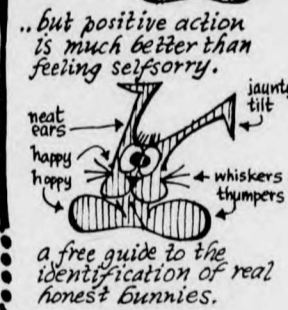 ..but positive action
is much better than
feeling selfsorry.
jaunty
tilt
neat
ears
happy
hoppy
whiskers
thumpers
a free guide to the
identification of real
honest bunnies.